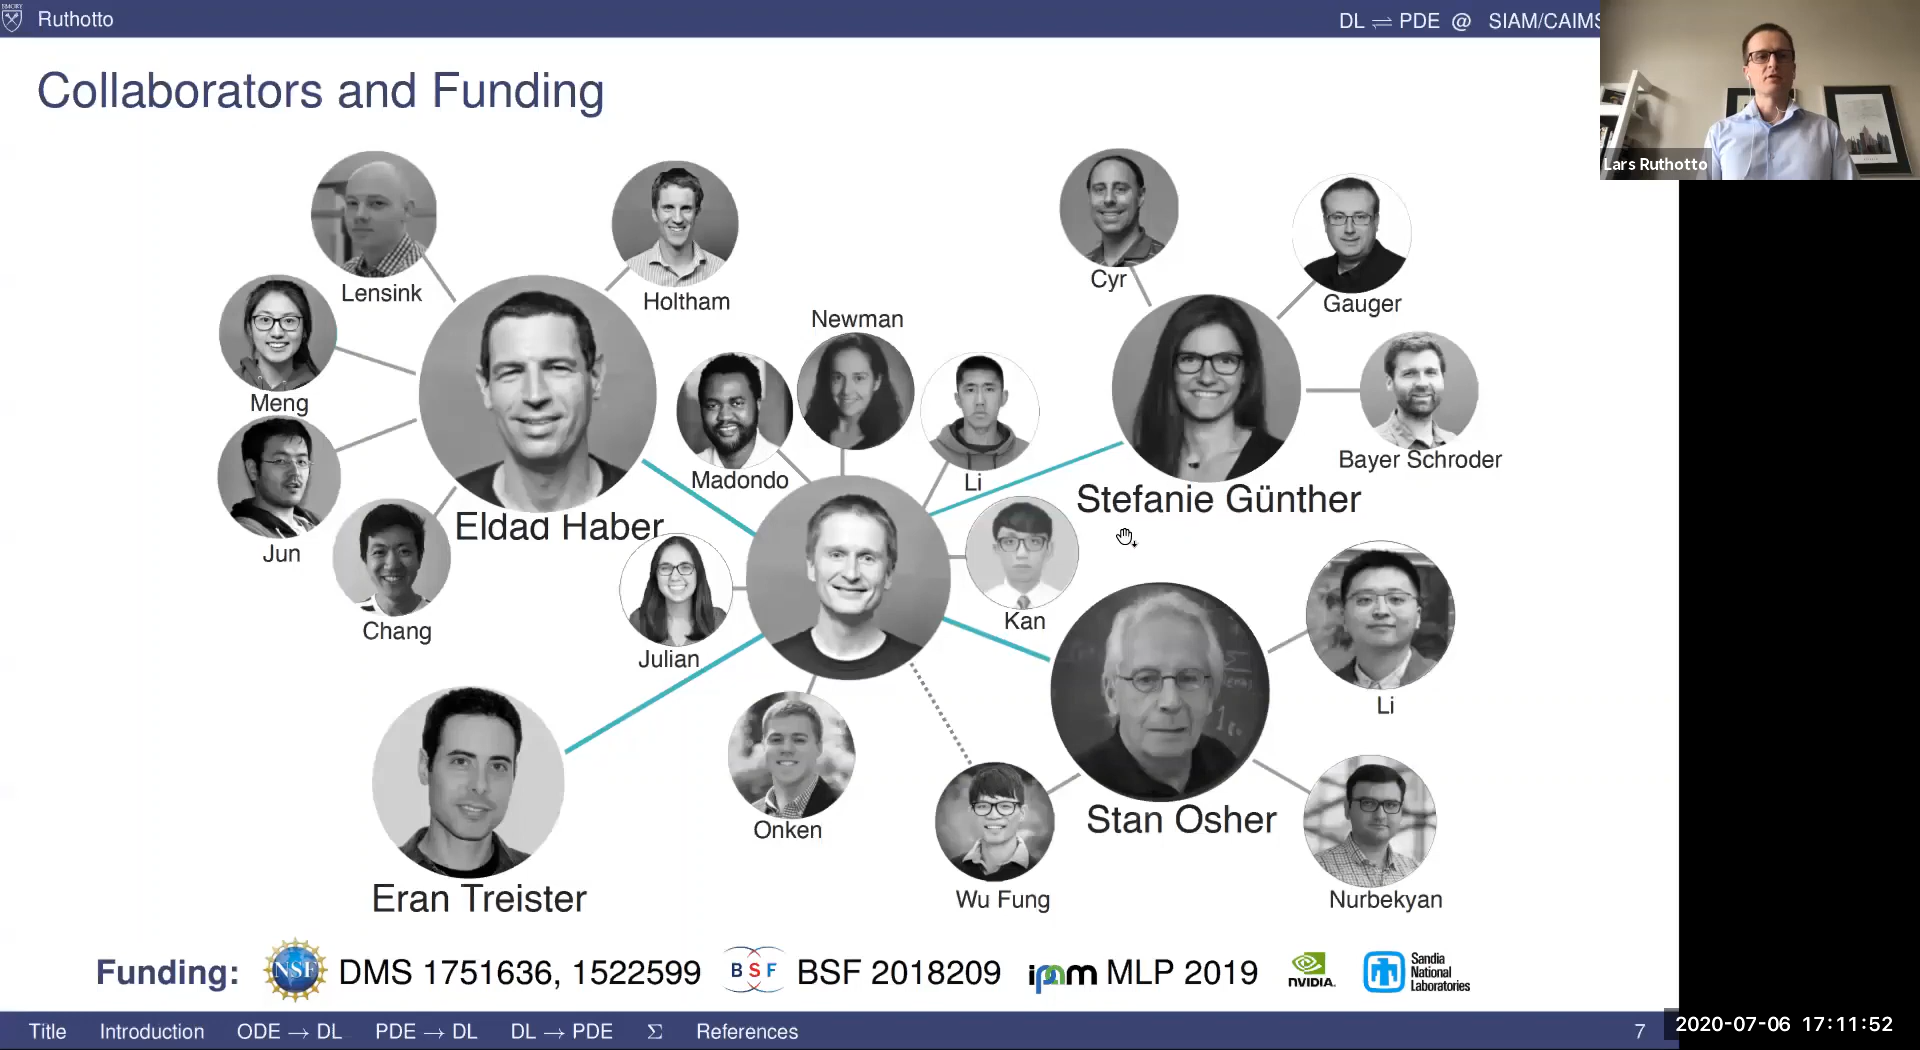 EMORY
Ruthotto
DL ⇌ PDE @ SIAM/CAIMS
Lars Ruthotto
Collaborators and Funding
Lensink
Holtham
Cyr
Gauger
Newman
Meng
Madondo
Li
Bayer Schroder
Stefanie Günther
Eldad Haber
Jun
Chang
Julian
Kan
Li
Onken
Stan Osher
Eran Treister
Wu Fung
Nurbekyan
Funding: NSF DMS 1751636, 1522599 BSF BSF 2018209 ipam MLP 2019 NVIDIA. Sandia
National
Laboratories
Title Introduction ODE → DL PDE → DL DL → PDE Σ References 7
2020-07-06 17:11:52